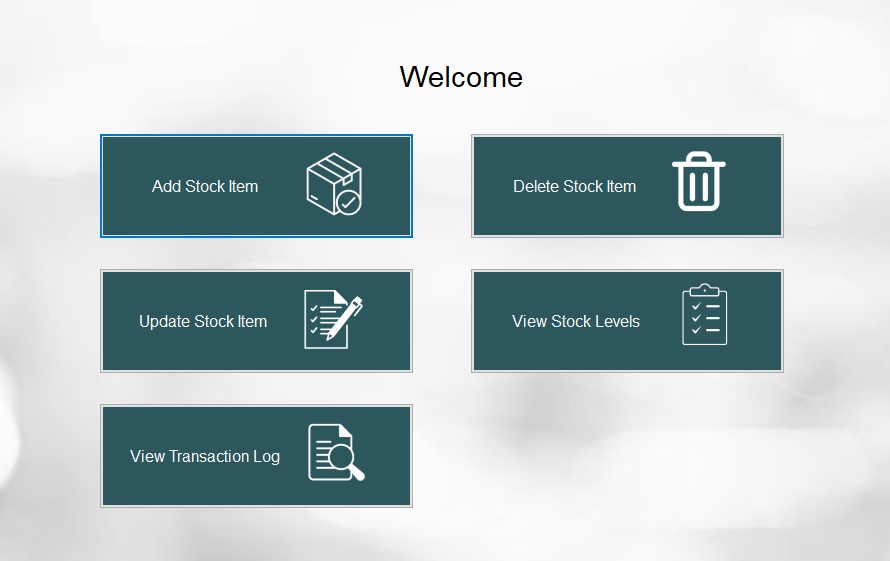 Welcome
Add Stock Item
Delete Stock Item
Update Stock Item
View Stock Levels
View Transaction Log